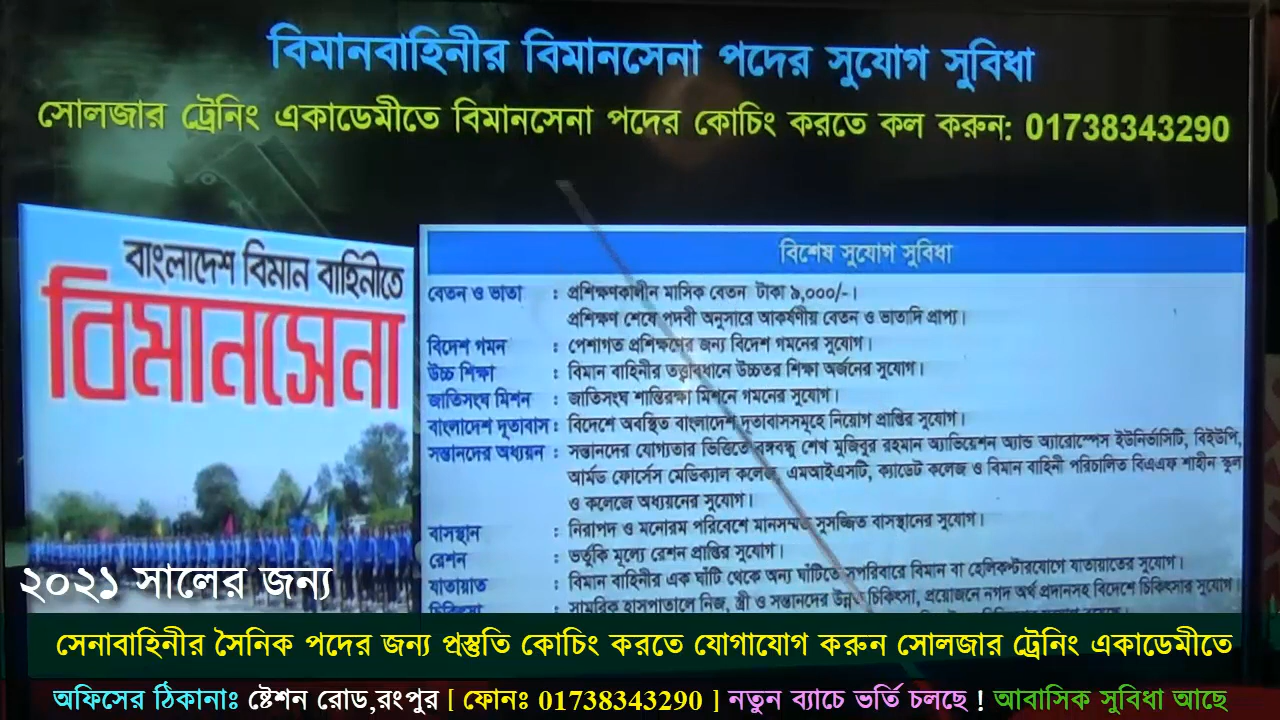 বিমানবাহিনীর বিমানসেনা পদের সুযোগ সুবিধা
সোলজার ট্রেনিং একাডেমীতে বিমানসেনা পদের কোচিং করতে কল করুন: 01738343290
বাংলাদেশ বিমান বাহিনীতে
বিমানসেনা
বিশেষ সুযোগ সুবিধা
বেতন ও ভাতা : প্রশিক্ষণকালীন মাসিক বেতন টাকা ৯,০০০/-।
প্রশিক্ষণ শেষে পদবী অনুসারে আকর্ষণীয় বেতন ও ভাতাদি প্রাপ্য।
বিদেশ গমন : পেশাগত প্রশিক্ষণের জন্য বিদেশ গমনের সুযোগ।
উচ্চ শিক্ষা : বিমান বাহিনীর তত্ত্বাবধানে উচ্চতর শিক্ষা অর্জনের সুযোগ।
জাতিসংঘ মিশন : জাতিসংঘ শান্তিরক্ষা মিশনে গমনের সুযোগ।
বাংলাদেশ দূতাবাস : বিদেশে অবস্থিত বাংলাদেশ দূতাবাসসমূহে নিয়োগ প্রাপ্তির সুযোগ।
সন্তানদের অধ্যয়ন : সন্তানদের যোগ্যতার ভিত্তিতে বঙ্গবন্ধু শেখ মুজিবুর রহমান অ্যাভিয়েশন অ্যান্ড অ্যারোস্পেস ইউনির্ভাসিটি, বিইউপি,
আর্মড ফোর্সেস মেডিক্যাল কলেজ, এমআইএসটি, ক্যাডেট কলেজ ও বিমান বাহিনী পরিচালিত বিএএফ শাহীন স্কুল
ও কলেজে অধ্যয়নের সুযোগ।
বাসস্থান : নিরাপদ ও মনোরম পরিবেশে মানসম্মত সুসজ্জিত বাসস্থানের সুযোগ।
রেশন : ভর্তুকি মূল্যে রেশন প্রাপ্তির সুযোগ।
যাতায়াত : বিমান বাহিনীর এক ঘাঁটি থেকে অন্য ঘাঁটিতে সপরিবারে বিমান বা হেলিকপ্টারযোগে যাতায়াতের সুযোগ।
চিকিৎসা : সামরিক হাসপাতালে নিজ, স্ত্রী ও সন্তানদের উন্নত চিকিৎসা, প্রয়োজনে নগদ অর্থ প্রদানসহ বিদেশে চিকিৎসার সুযোগ।
২০২১ সালের জন্য
সেনাবাহিনীর সৈনিক পদের জন্য প্রস্তুতি কোচিং করতে যোগাযোগ করুন সোলজার ট্রেনিং একাডেমীতে
অফিসের ঠিকানাঃ ষ্টেশন রোড,রংপুর [ ফোনঃ 01738343290 ] নতুন ব্যাচে ভর্তি চলছে ! আবাসিক সুবিধা আছে